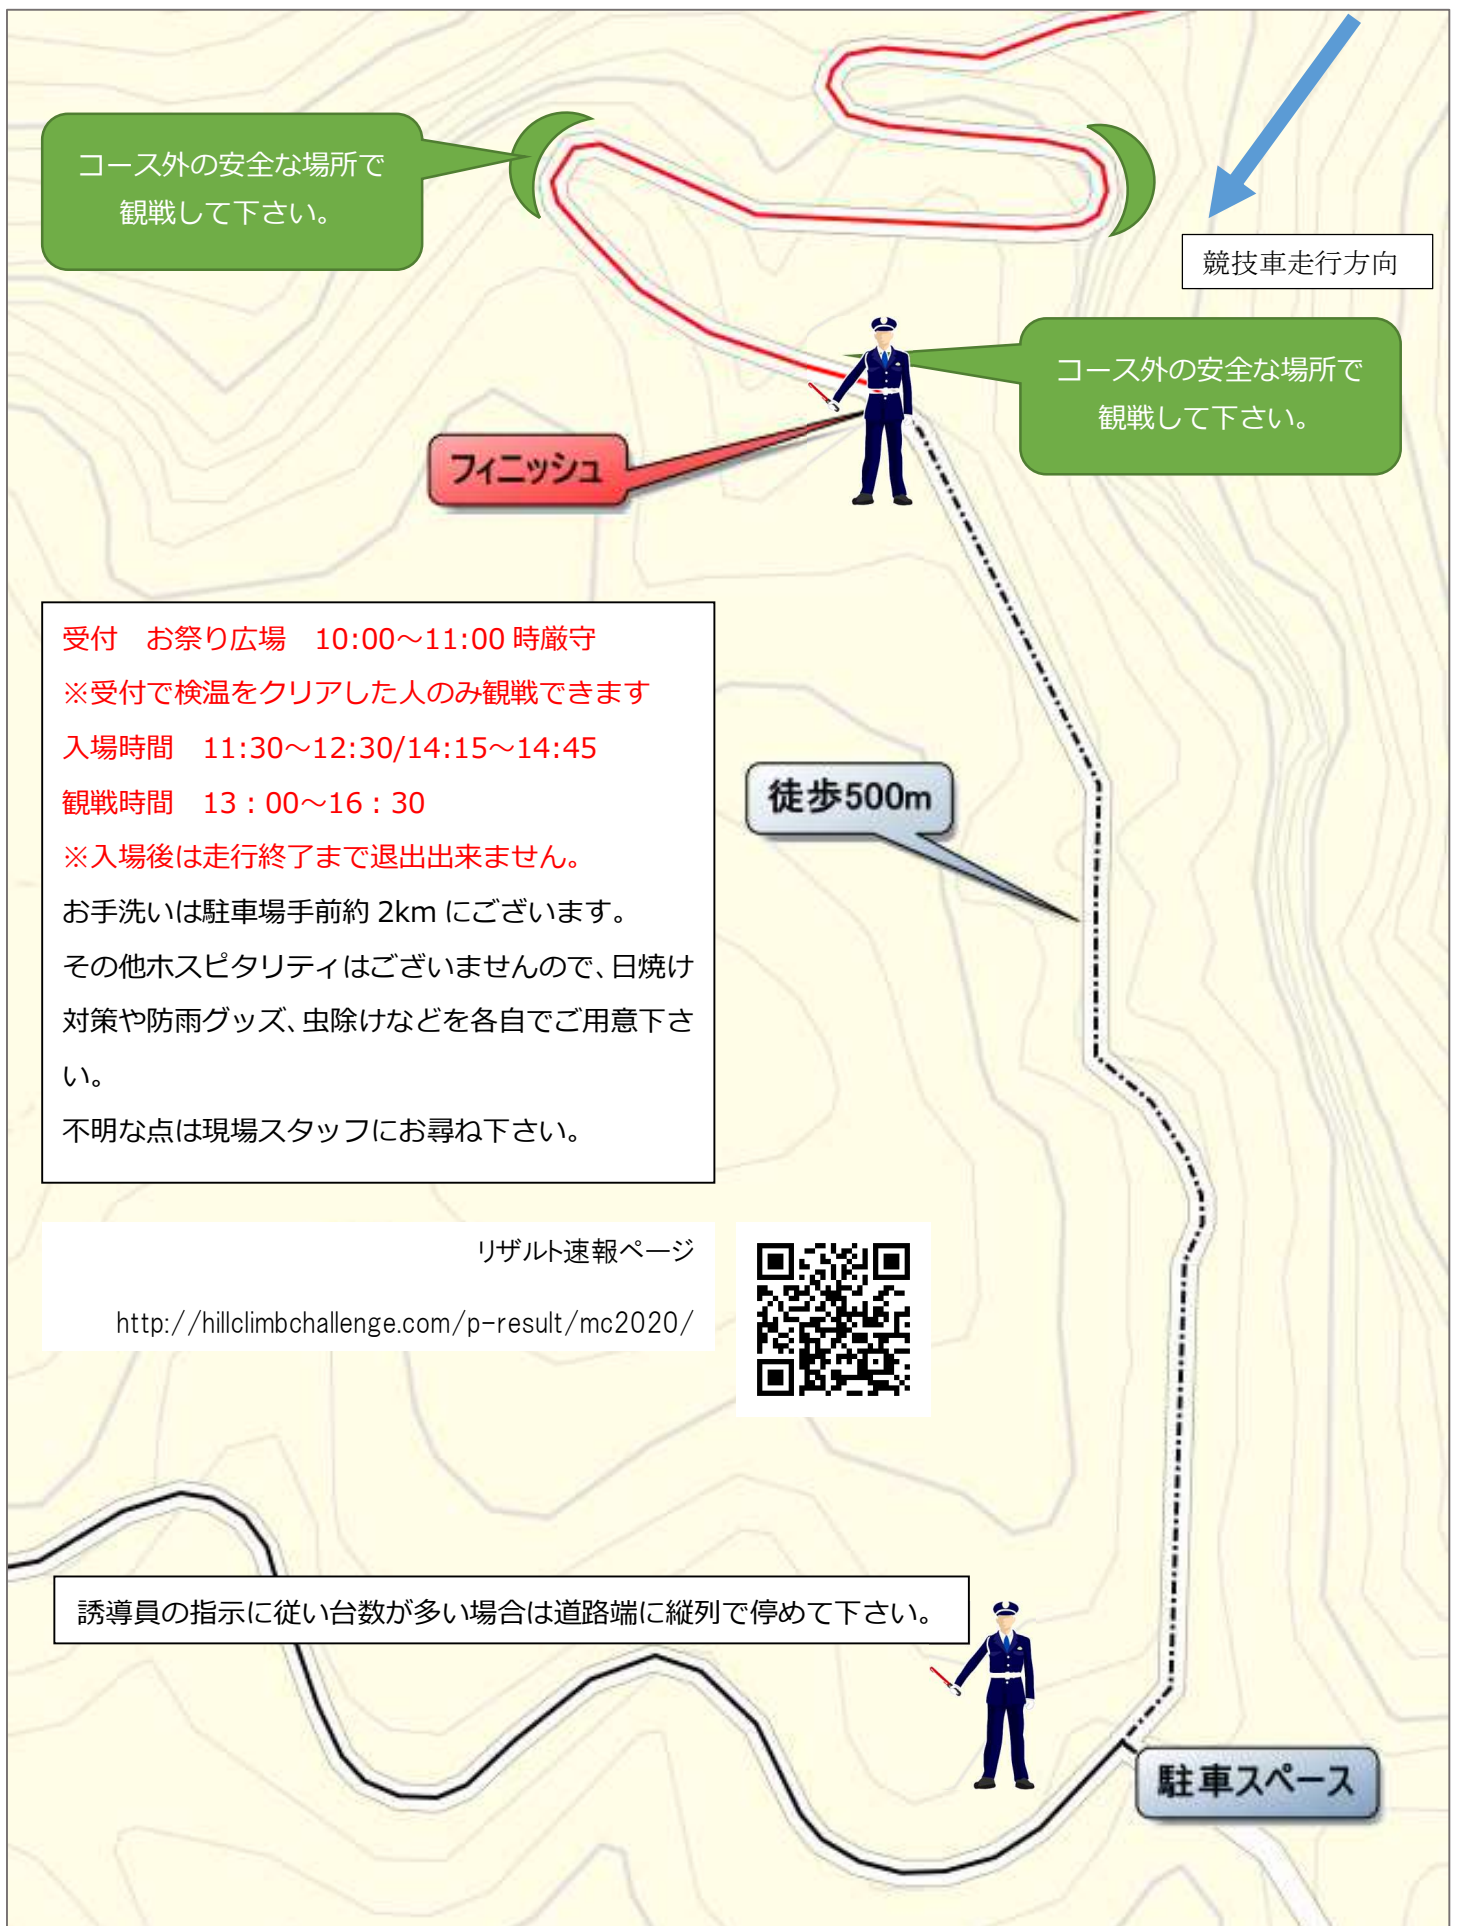 コース外の安全な場所で
観戦して下さい。
競技車走行方向
コース外の安全な場所で
観戦して下さい。
フィニッシュ
受付　お祭り広場　10:00～11:00 時厳守
※受付で検温をクリアした人のみ観戦できます
入場時間　11:30～12:30/14:15～14:45
観戦時間　13：00～16：30
※入場後は走行終了まで退出出来ません。
お手洗いは駐車場手前約 2km にございます。
その他ホスピタリティはございませんので、日焼け
対策や防雨グッズ、虫除けなどを各自でご用意下さ
い。
不明な点は現場スタッフにお尋ね下さい。
徒歩500m
リザルト速報ページ
http://hillclimbchallenge.com/p-result/mc2020/
誘導員の指示に従い台数が多い場合は道路端に縦列で停めて下さい。
駐車スペース